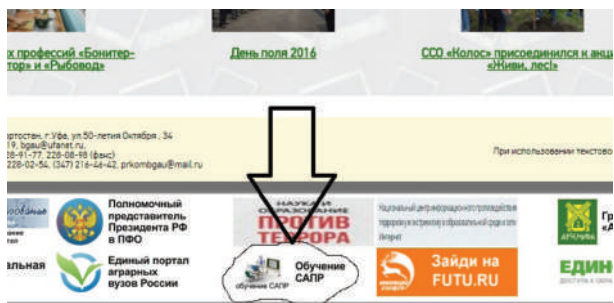 х профессий «Бонитер-
тор» и «Рыбовод»
День поля 2016
ССО «Колос» присоединился к акци
«Живи, лес!»
ортостан, г.Уфа, ул.50-летия Октября , 34
19, bgau@ufanet.ru,
28-91-77, 228-08-98 (факс)
228-02-54, (347) 216-46-42, prkombgau@mail.ru
При использовании текстово
Полномочный
представитель
Президента РФ
в ПФО
НАУКА И
ОБРАЗОВАНИЕ
ПРОТИВ
ТЕРРОРА
Национальный центр информационного противодействия
терроризму и экстремизму в образовательной среде и сети
Интернет
Гр
«А
альная
Единый портал
аграрных
вузов России
обучение САПР
Обучение
САПР
Зайди на
FUTU.RU
ЕДИН